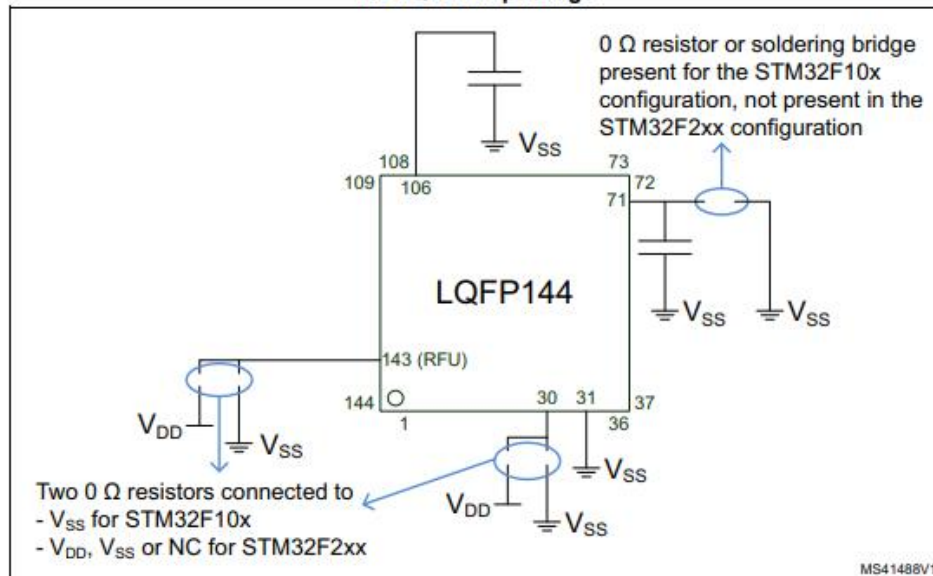 0 Ω resistor or soldering bridge
present for the STM32F10x
configuration, not present in the
STM32F2xx configuration
VSS
108
73
109
106
72
71
LQFP144
VSS
VSS
143 (RFU)
144
30
31
37
1
36
VDD
VSS
VSS
Two 0 Ω resistors connected to
- VSS for STM32F10x
- VDD, VSS or NC for STM32F2xx
VDD
VSS
MS41488V1